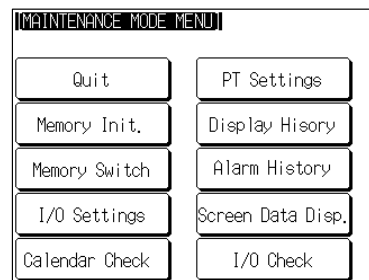 [MAINTENANCE MODE MENU]
Quit
PT Settings
Memory Init.
Display Hisory
Memory Switch
Alarm History
I/O Settings
Screen Data Disp.
Calendar Check
I/O Check